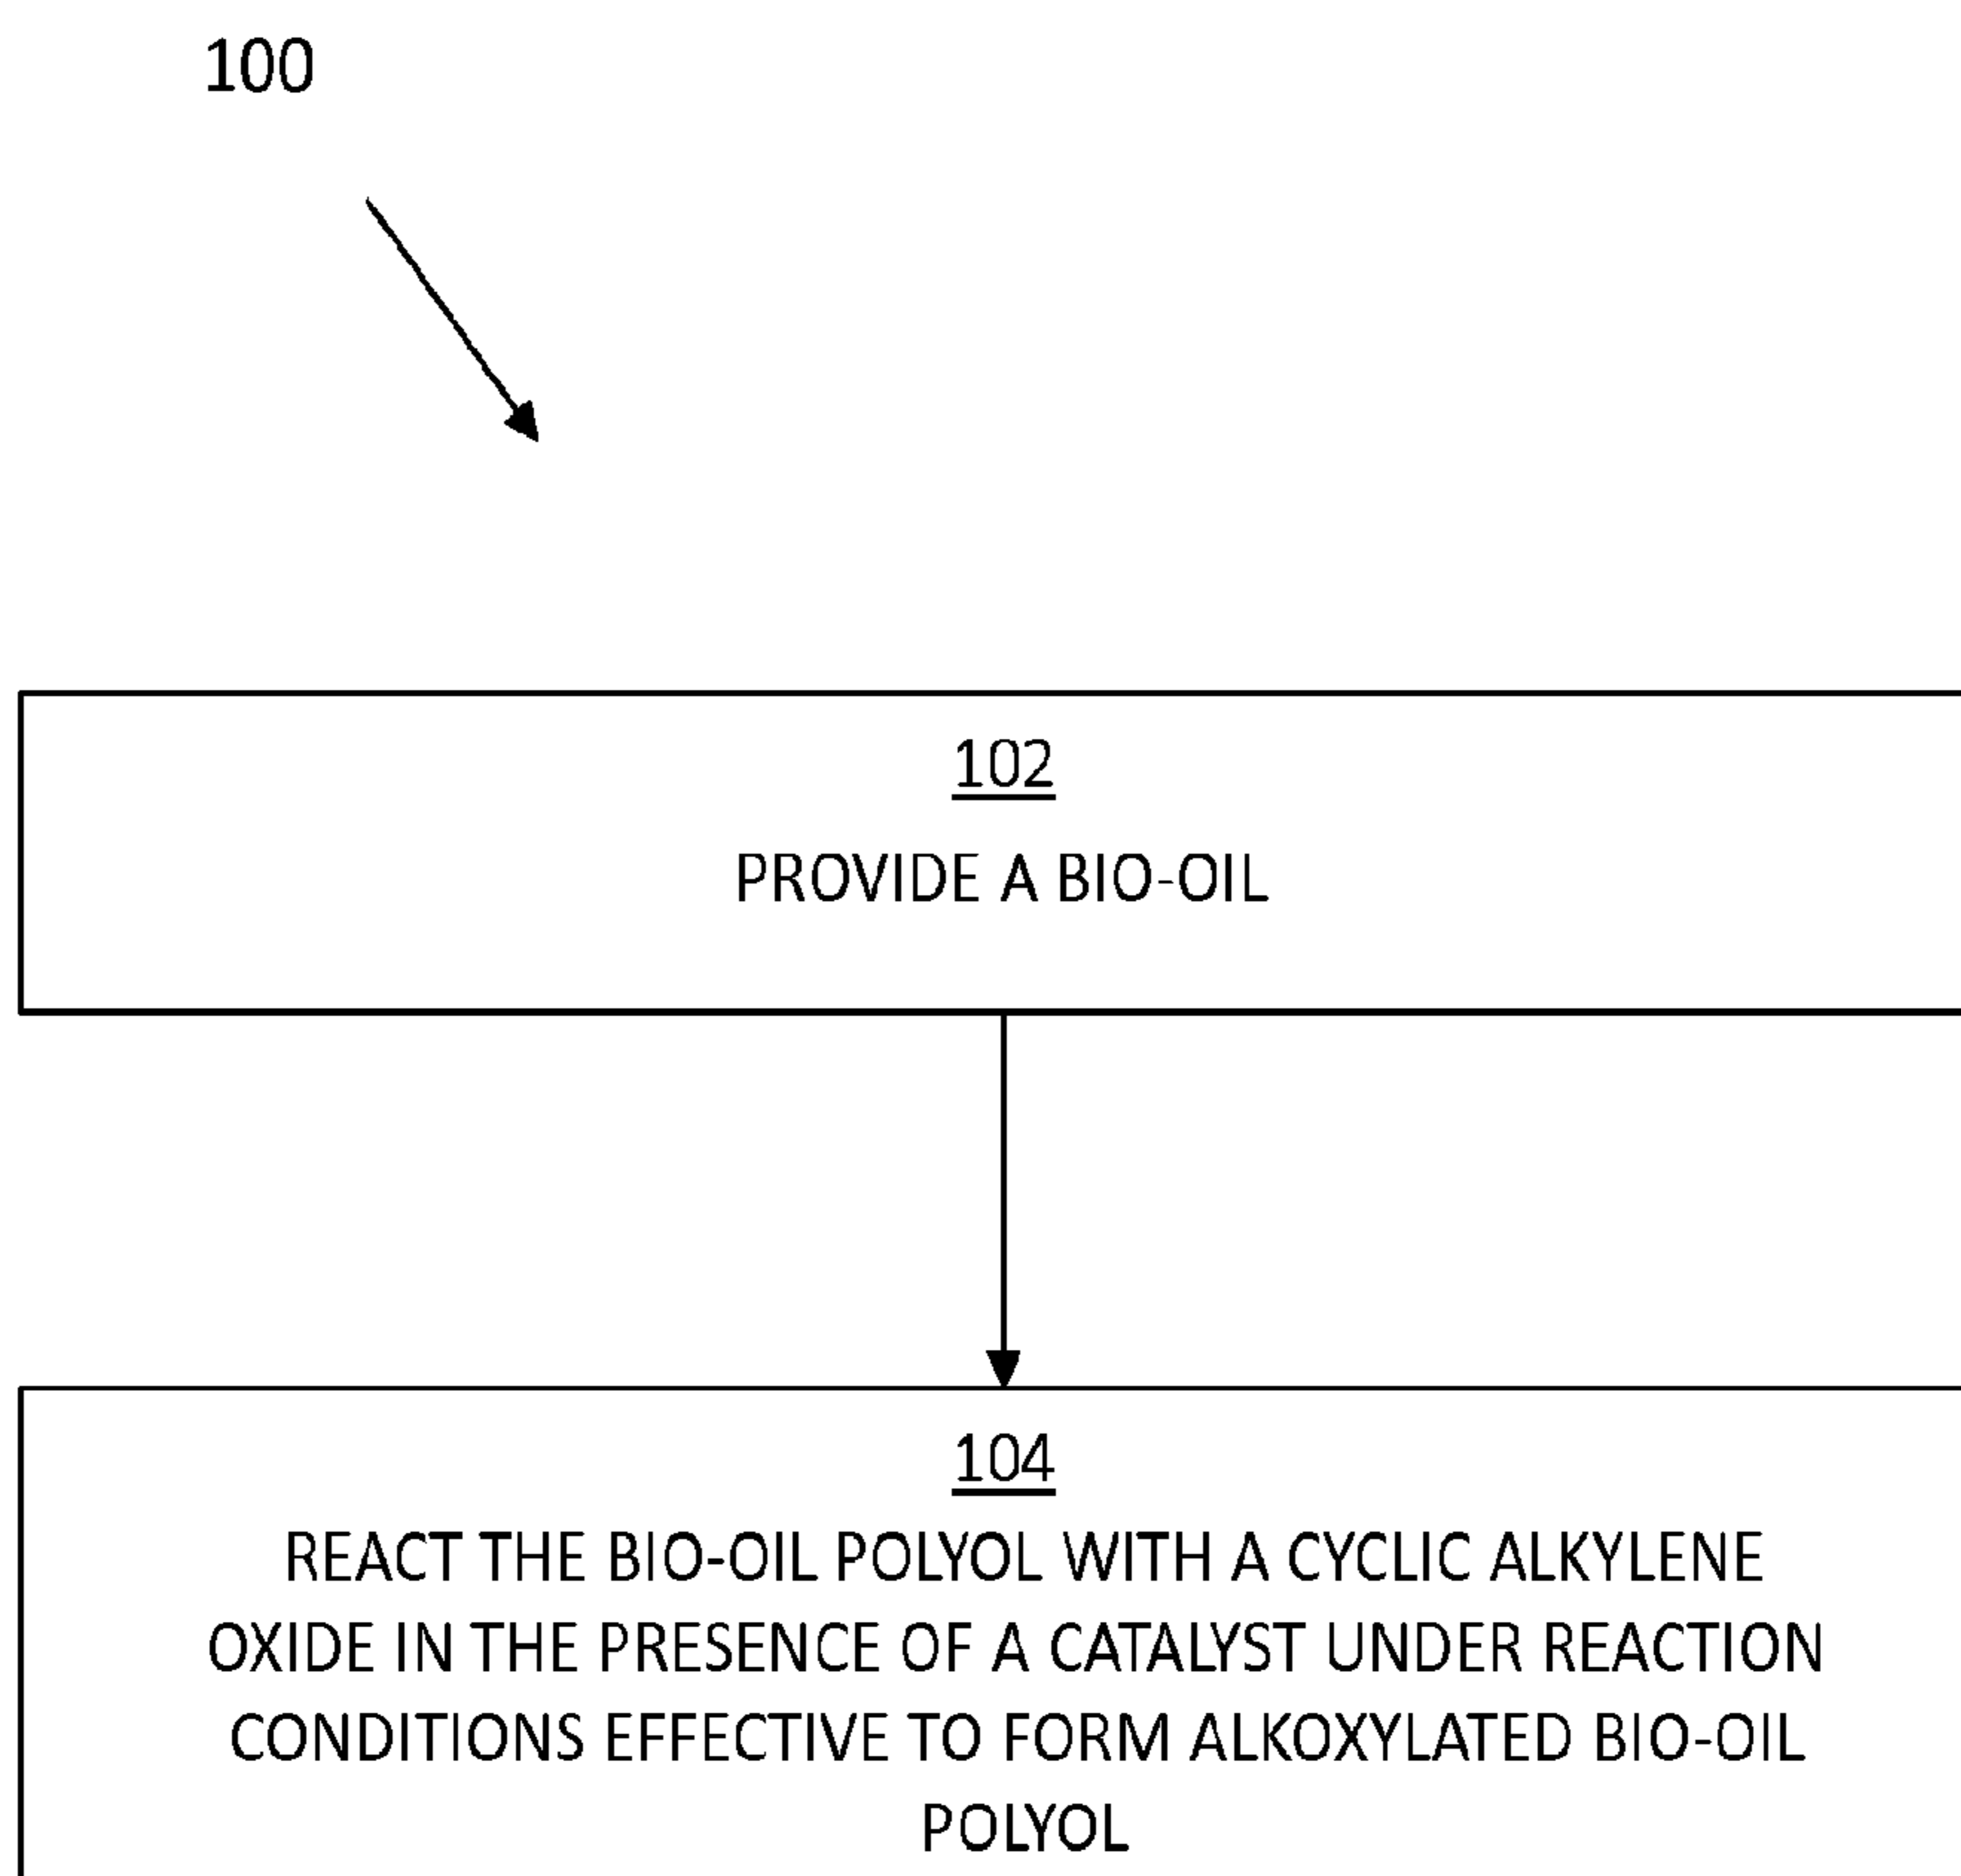 100
102
PROVIDE A BIO-OIL
104
REACT THE BIO-OIL POLYOL WITH A CYCLIC ALKYLENE
OXIDE IN THE PRESENCE OF A CATALYST UNDER REACTION
CONDITIONS EFFECTIVE TO FORM ALKOXYLATED BIO-OIL
POLYOL